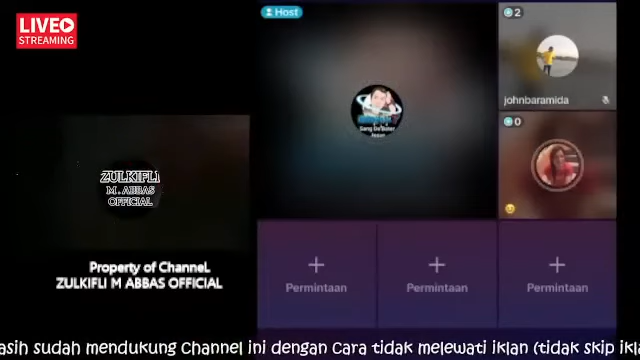 LIVE
STREAMING
Host
2
johnbaramida
0
ZULKIFLI
M . ABBAS
OFFICIAL
Property of Channel.
ZULKIFLI M ABBAS OFFICIAL
+ + +
Permintaan Permintaan Permintaan
asih sudah mendukung Channel ini dengan Cara tidak melewati iklan (tidak skip ikla